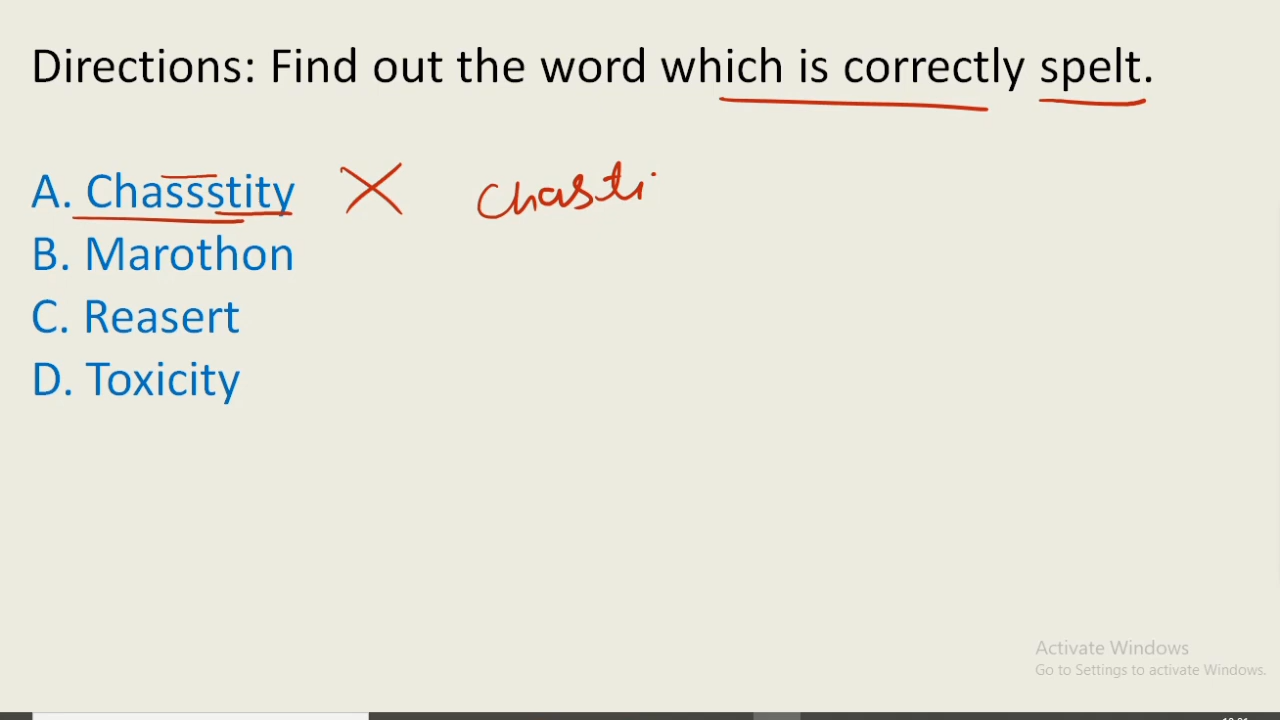 Directions: Find out the word which is correctly spelt.
A. Chassstity X chasti
B. Marothon
C. Reasert
D. Toxicity
Activate Windows
Go to Settings to activate Windows.